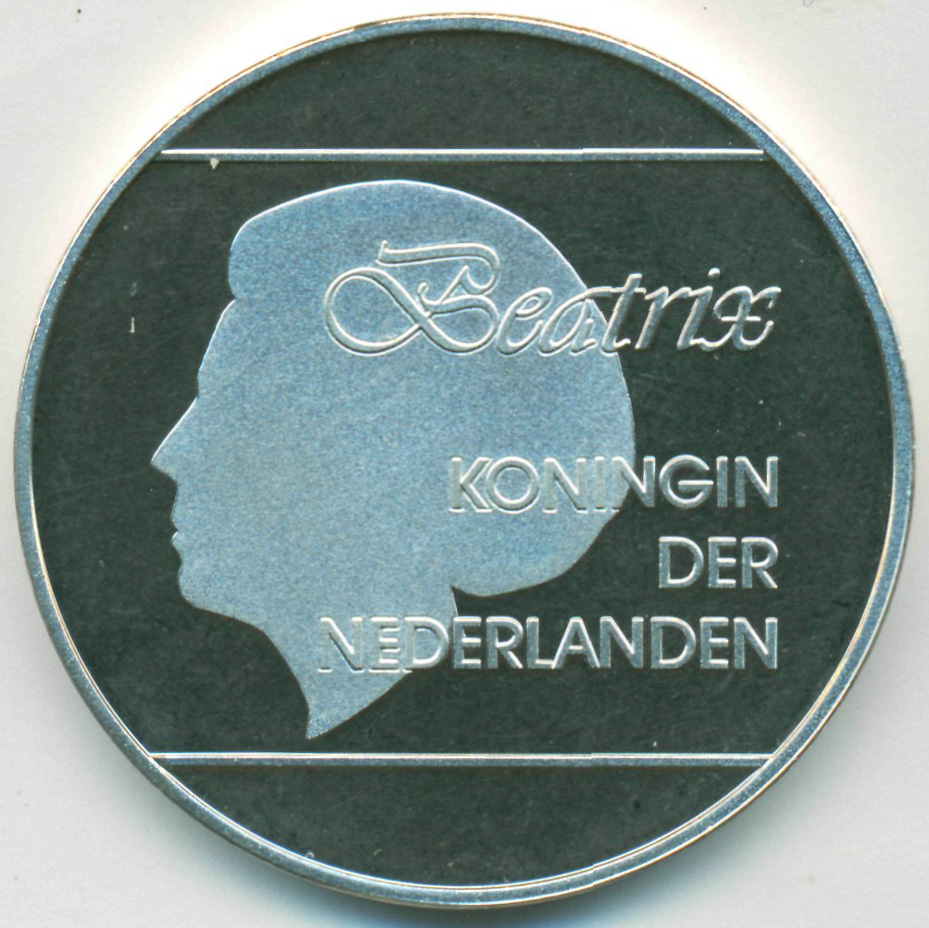 Beatrix
KONINGIN
DER
NEDERLANDEN